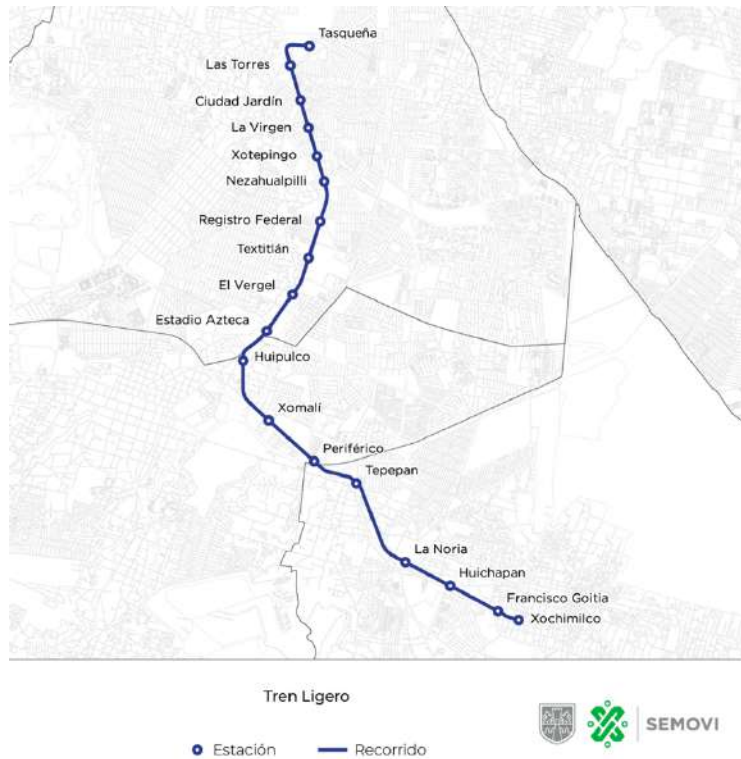 Tasqueña
Las Torres
Ciudad Jardín
La Virgen
Xotepingo
Nezahualpilli
Registro Federal
Textitlán
El Vergel
Estadio Azteca
Huipulco
Xomalí
Periférico
Tepepan
La Noria
Huichapan
Francisco Goitia
Xochimilco
Tren Ligero
SEMOVI
Estación
Recorrido